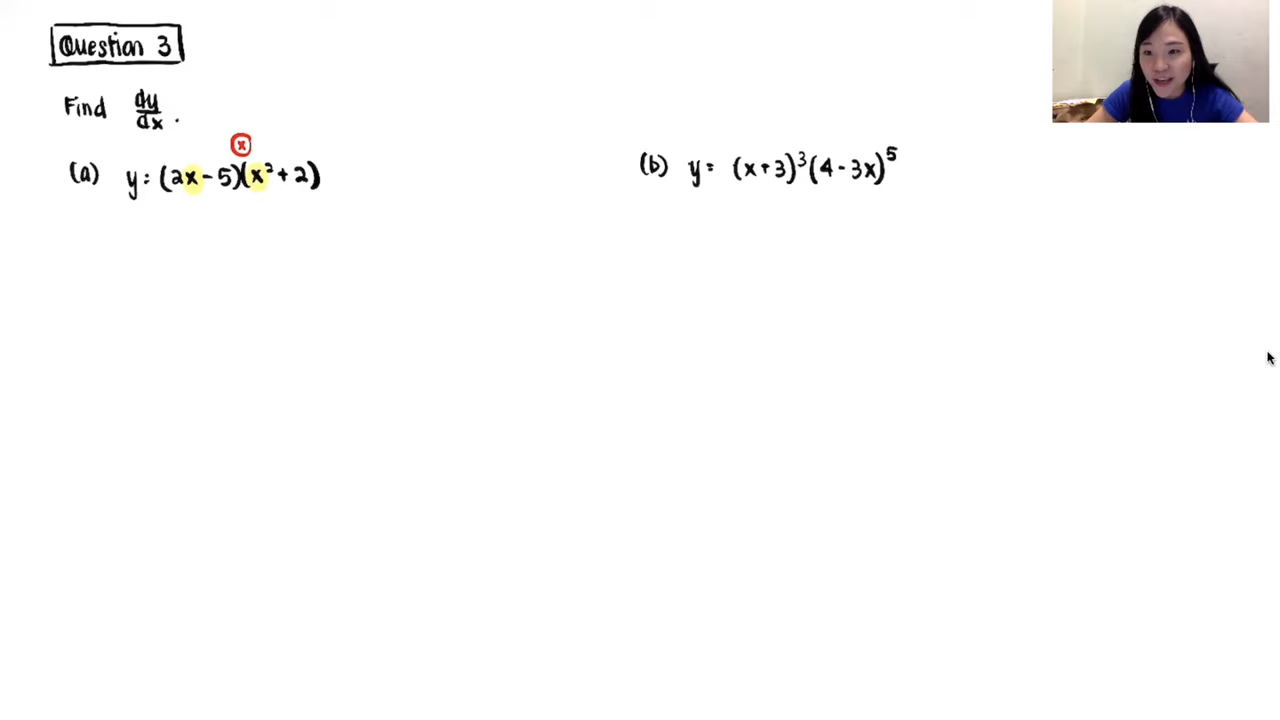 Question 3
Find dy/dx.
ⓧ
(a) y = (2x - 5)(x² + 2)
(b) y = (x + 3)³(4 - 3x)⁵